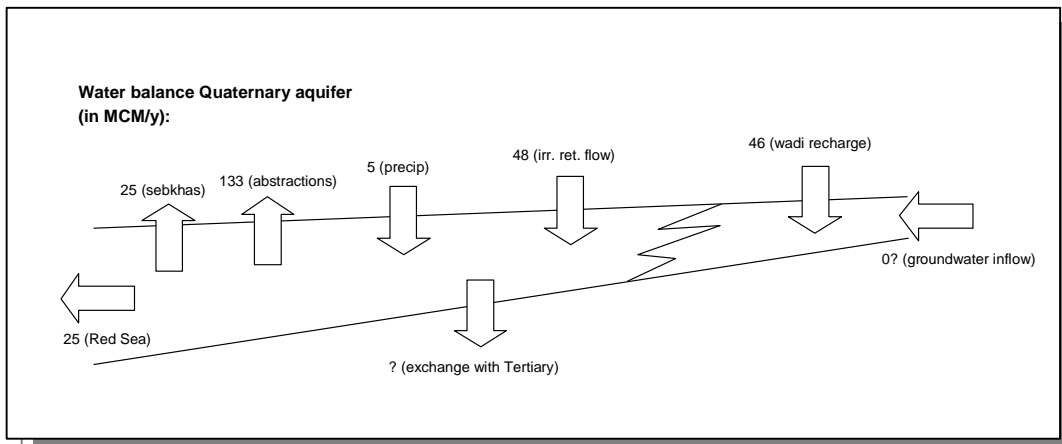 Water balance Quaternary aquifer
(in MCM/y):
46 (wadi recharge)
48 (irr. ret. flow)
5 (precip)
133 (abstractions)
25 (sebkhas)
0? (groundwater inflow)
25 (Red Sea)
? (exchange with Tertiary)